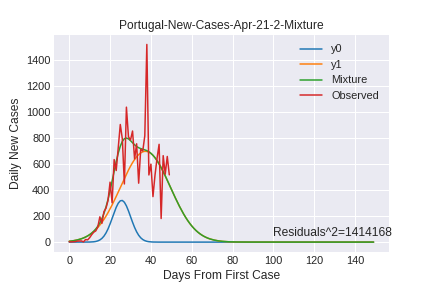 Portugal-New-Cases-Apr-21-2-Mixture
y0
y1
Mixture
Observed
1400
1200
1000
800
600
400
200
0
Daily New Cases
Residuals^2=1414168
0 20 40 60 80 100 120 140
Days From First Case